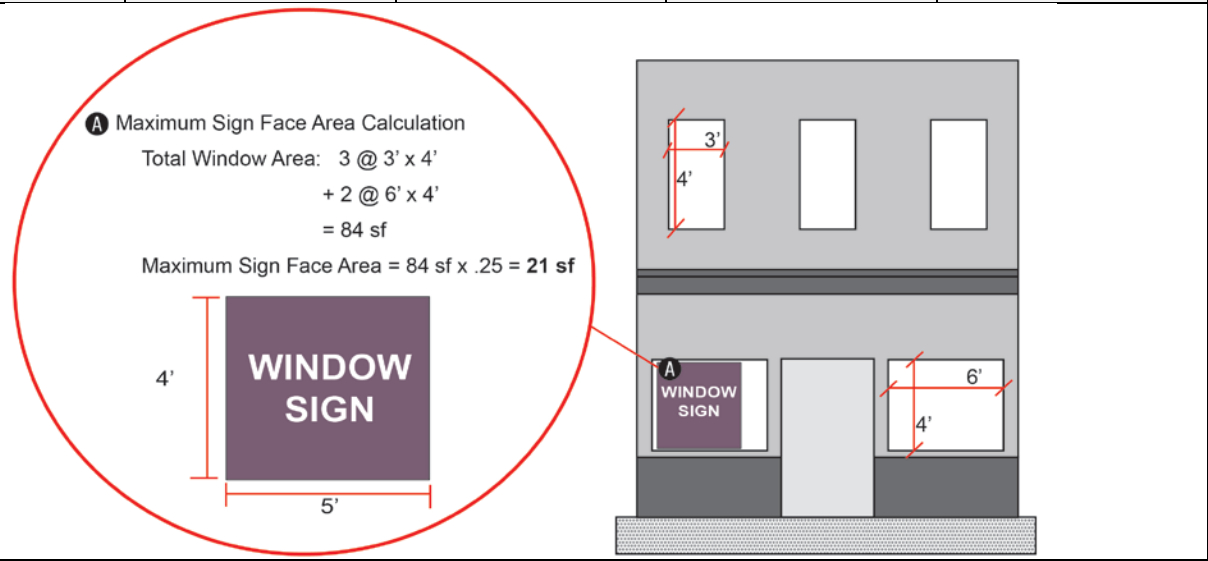 A Maximum Sign Face Area Calculation
Total Window Area: 3 @ 3’ x 4’
+ 2 @ 6’ x 4’
= 84 sf
Maximum Sign Face Area = 84 sf x .25 = 21 sf
WINDOW
SIGN
4’
5’
3’
4’
A
WINDOW
SIGN
6’
4’